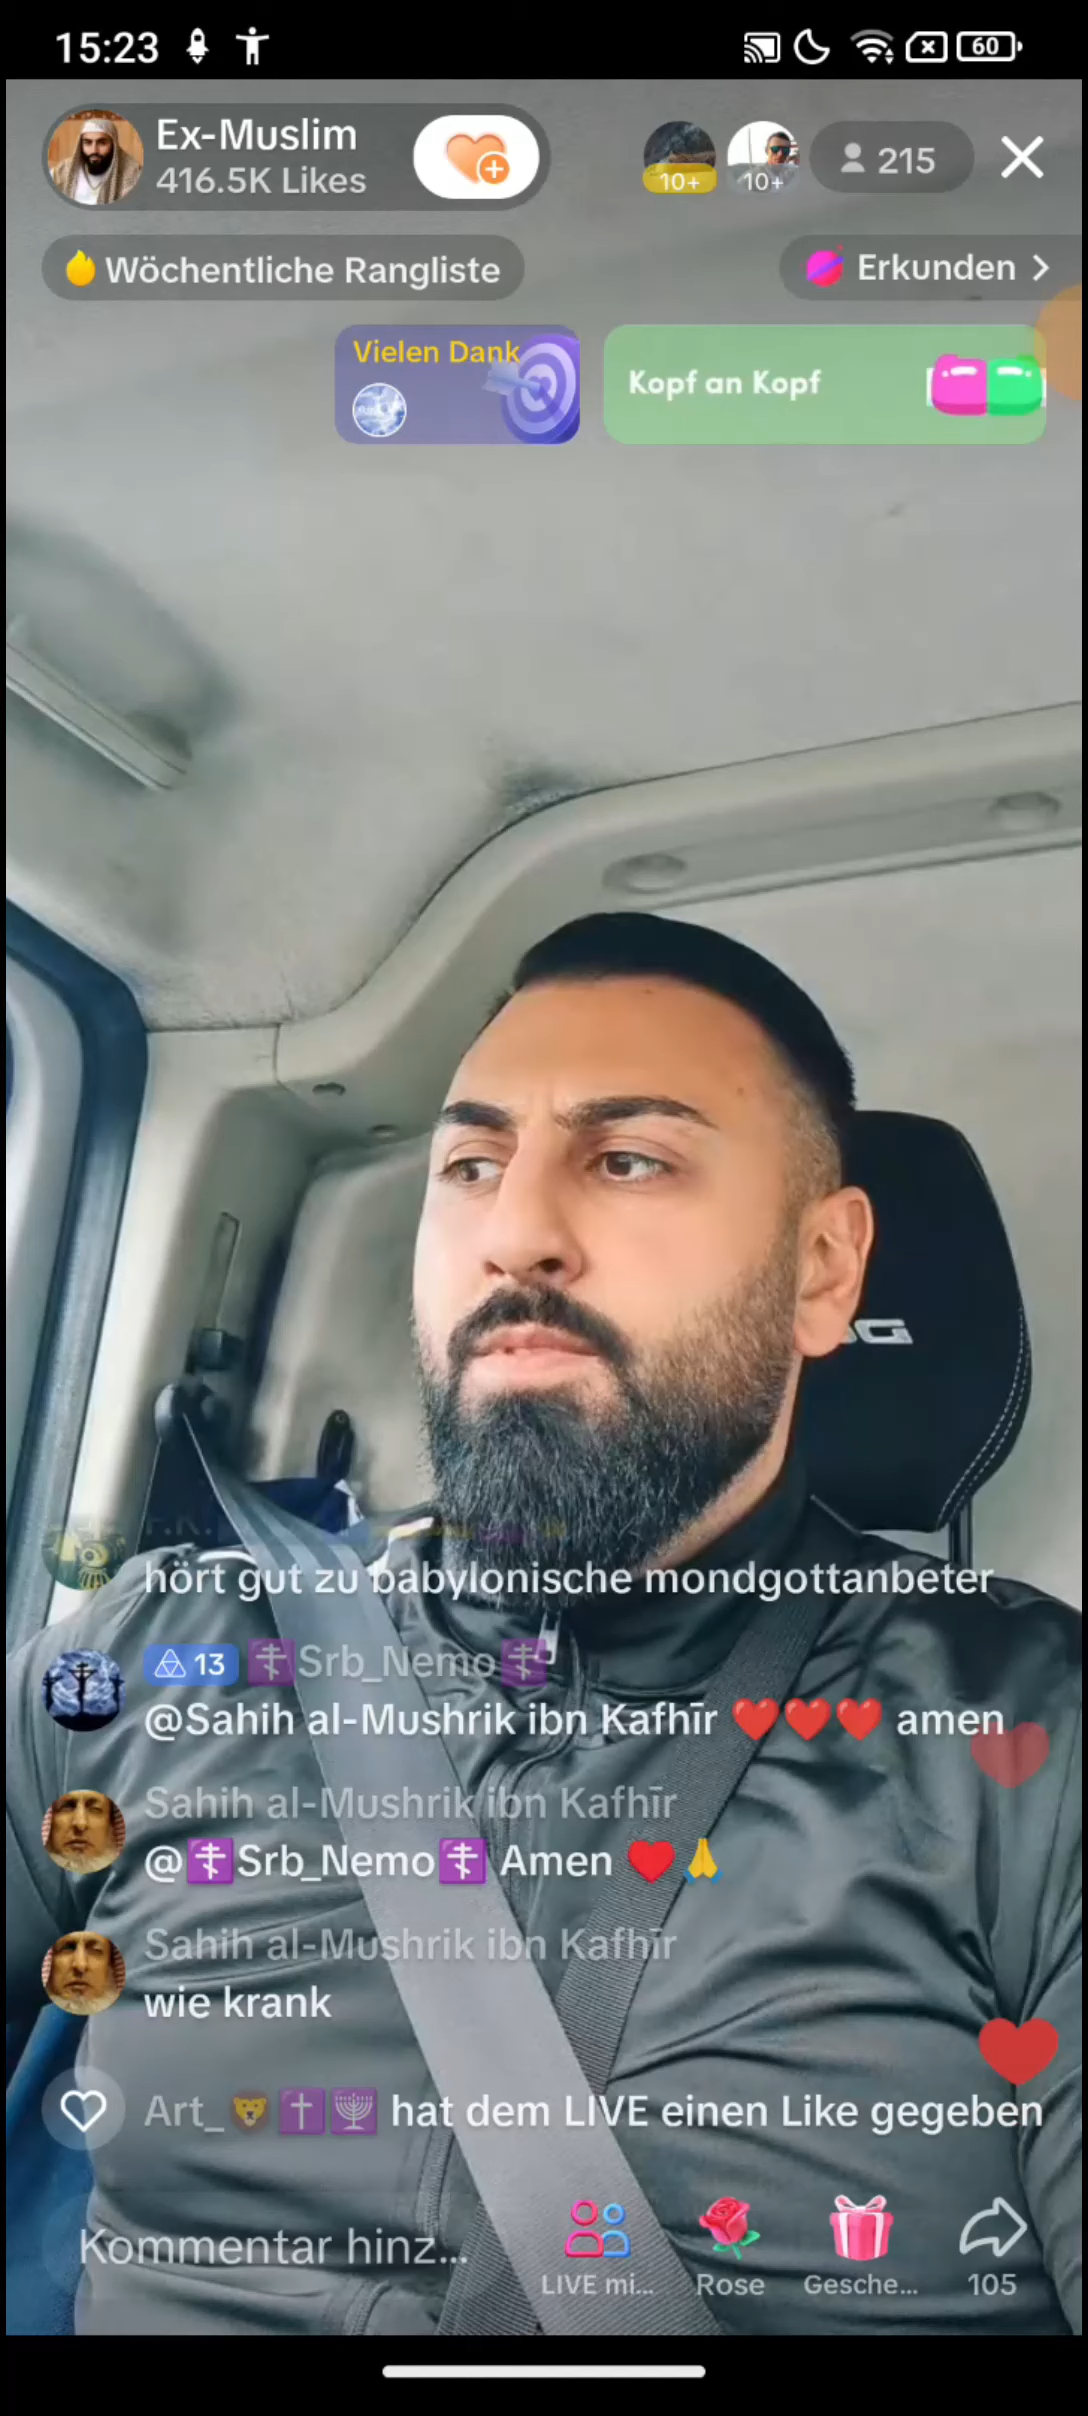 15:23
60
Ex-Muslim
416.5K Likes
10+
10+
215
Wöchentliche Rangliste
Erkunden >
Vielen Dank
Kopf an Kopf
hört gut zu babylonische mondgottanbeter
13 ☦️Srb_Nemo☦️
@Sahih al-Mushrik ibn Kafhīr ❤️❤️❤️ amen
Sahih al-Mushrik ibn Kafhīr
@☦️Srb_Nemo☦️ Amen ♥️🙏
Sahih al-Mushrik ibn Kafhīr
wie krank
Art_🦁✝️🕎 hat dem LIVE einen Like gegeben
Kommentar hinz...
LIVE mi...
Rose
Gesche...
105